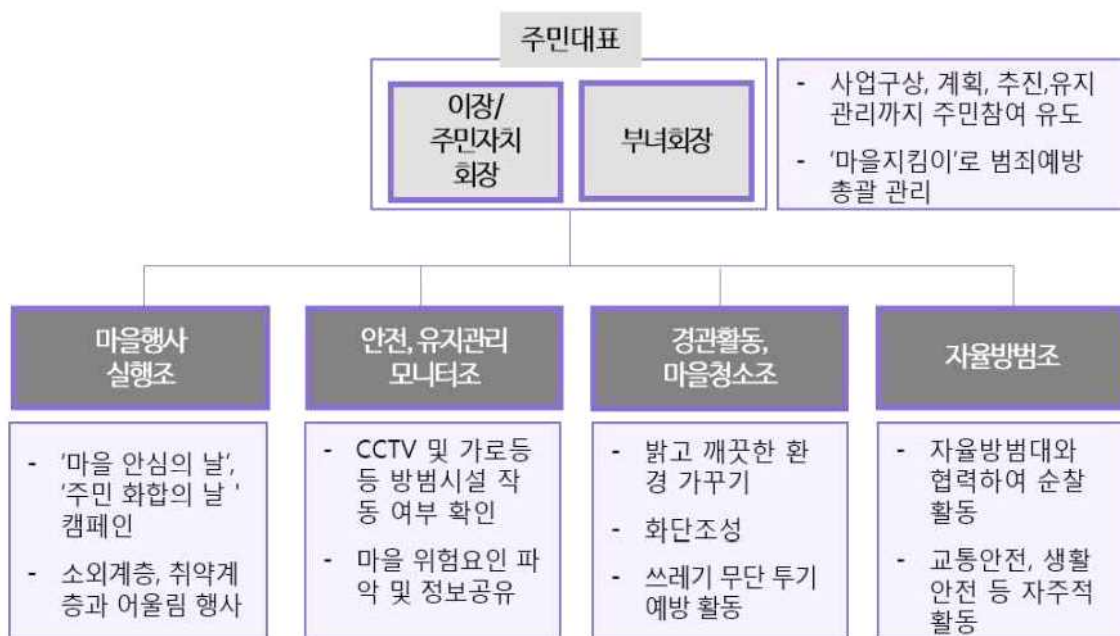 주민대표
이장/
주민자치
회장
부녀회장
- 사업구상, 계획, 추진,유지
관리까지 주민참여 유도
- '마을지킴이'로 범죄예방
총괄 관리
마을행사
실행조
- '마을 안심의 날',
'주민 화합의 날 '
캠페인
- 소외계층, 취약계
층과 어울림 행사
안전, 유지관리
모니터조
- CCTV 및 가로등
등 방범시설 작
동 여부 확인
- 마을 위험요인 파
악 및 정보공유
경관활동,
마을청소조
- 밝고 깨끗한 환
경 가꾸기
- 화단조성
- 쓰레기 무단 투기
예방 활동
자율방범조
- 자율방범대와
협력하여 순찰
활동
- 교통안전, 생활
안전 등 자주적
활동